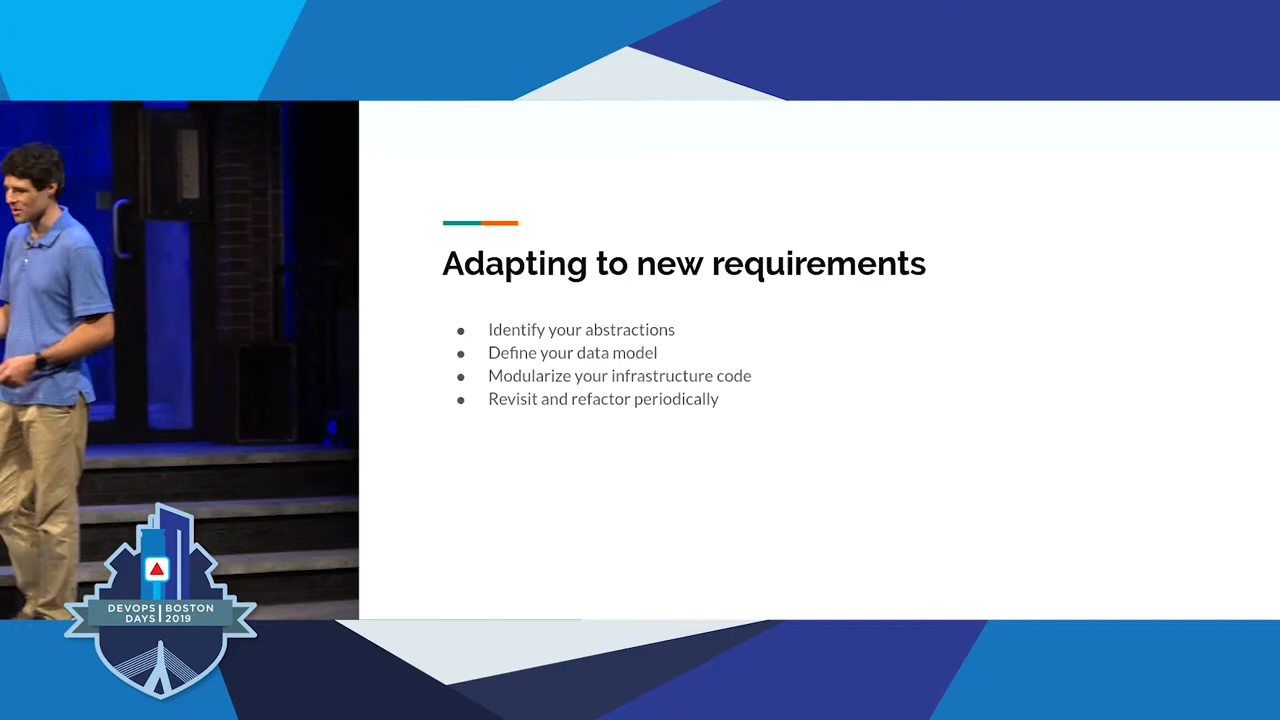 Adapting to new requirements
● Identify your abstractions
● Define your data model
● Modularize your infrastructure code
● Revisit and refactor periodically
DEVOPS BOSTON
DAYS 2019